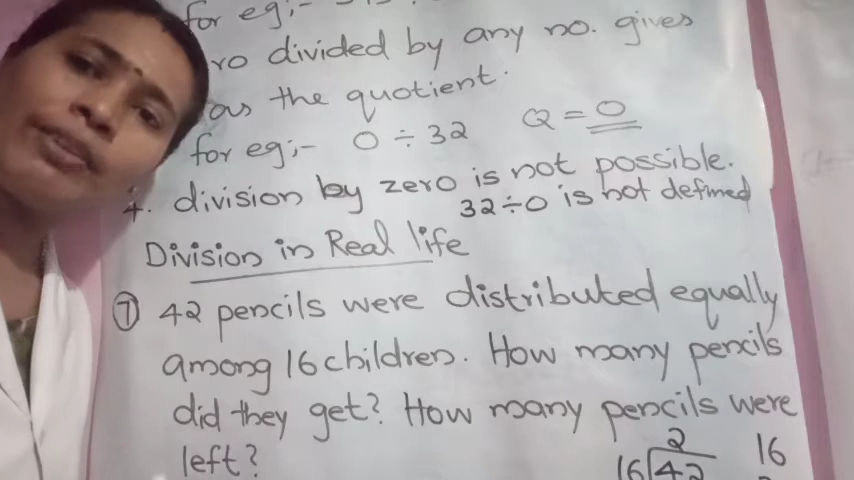 for eg;-
ro divided by any no. gives
as the quotient.
for eg;- 0 ÷ 32 Q = 0
4. division by zero is not possible.
32÷0 is not defined
Division in Real life
7 42 pencils were distributed equally
among 16 children. How many pencils
did they get? How many pencils were
left?
2
16 42 16